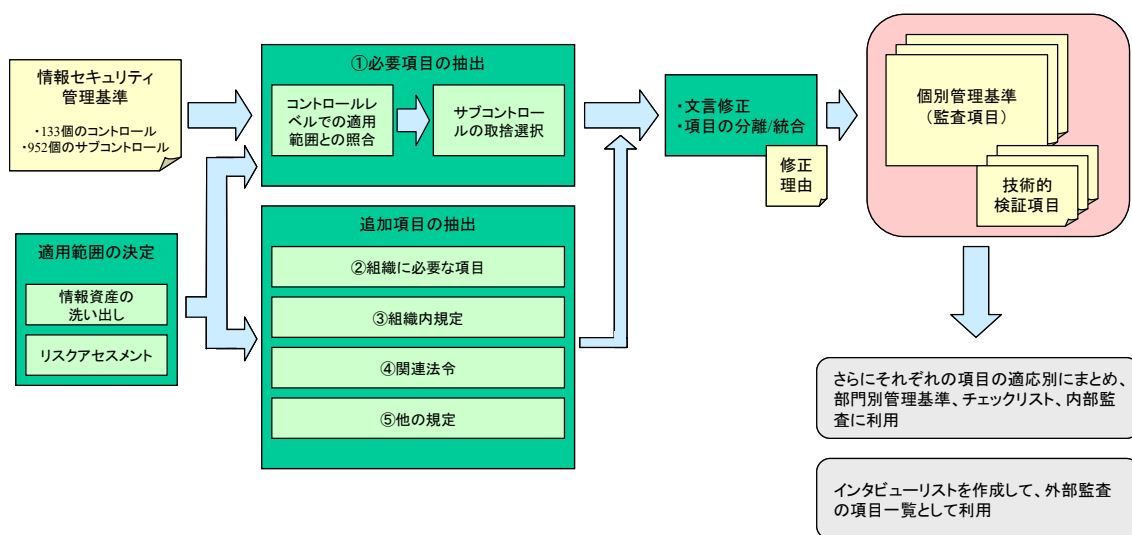 情報セキュリティ
管理基準
・133個のコントロール
・952個のサブコントロール
適用範囲の決定
情報資産の
洗い出し
リスクアセスメント
①必要項目の抽出
コントロールレ
ベルでの適用
範囲との照合
サブコントロー
ルの取捨選択
追加項目の抽出
②組織に必要な項目
③組織内規定
④関連法令
⑤他の規定
・文言修正
・項目の分離/統合
修正
理由
個別管理基準
(監査項目)
技術的
検証項目
さらにそれぞれの項目の適応別にまとめ、
部門別管理基準、チェックリスト、内部監
査に利用
インタビューリストを作成して、外部監査
の項目一覧として利用